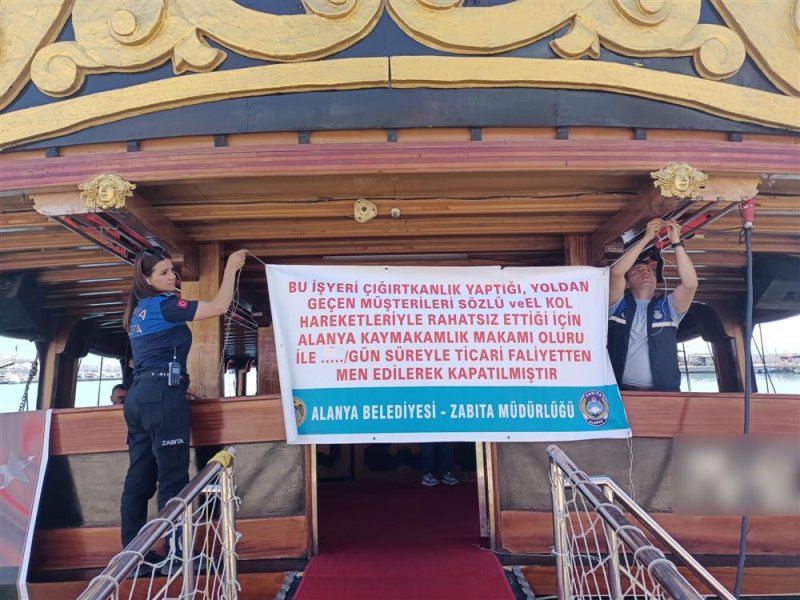 BU İŞYERİ ÇIĞIRTKANLIK YAPTIĞI, YOLDAN
GEÇEN MÜŞTERİLERİ SÖZLÜ veEL KOL
HAREKETLERİYLE RAHATSIZ ETTİĞİ İÇİN
ALANYA KAYMAKAMLIK MAKAMI OLURU
İLE ...../GÜN SÜREYLE TİCARİ FALİYETTEN
MEN EDİLEREK KAPATILMIŞTIR
ALANYA BELEDİYESİ - ZABITA MÜDÜRLÜĞÜ
ZABITA